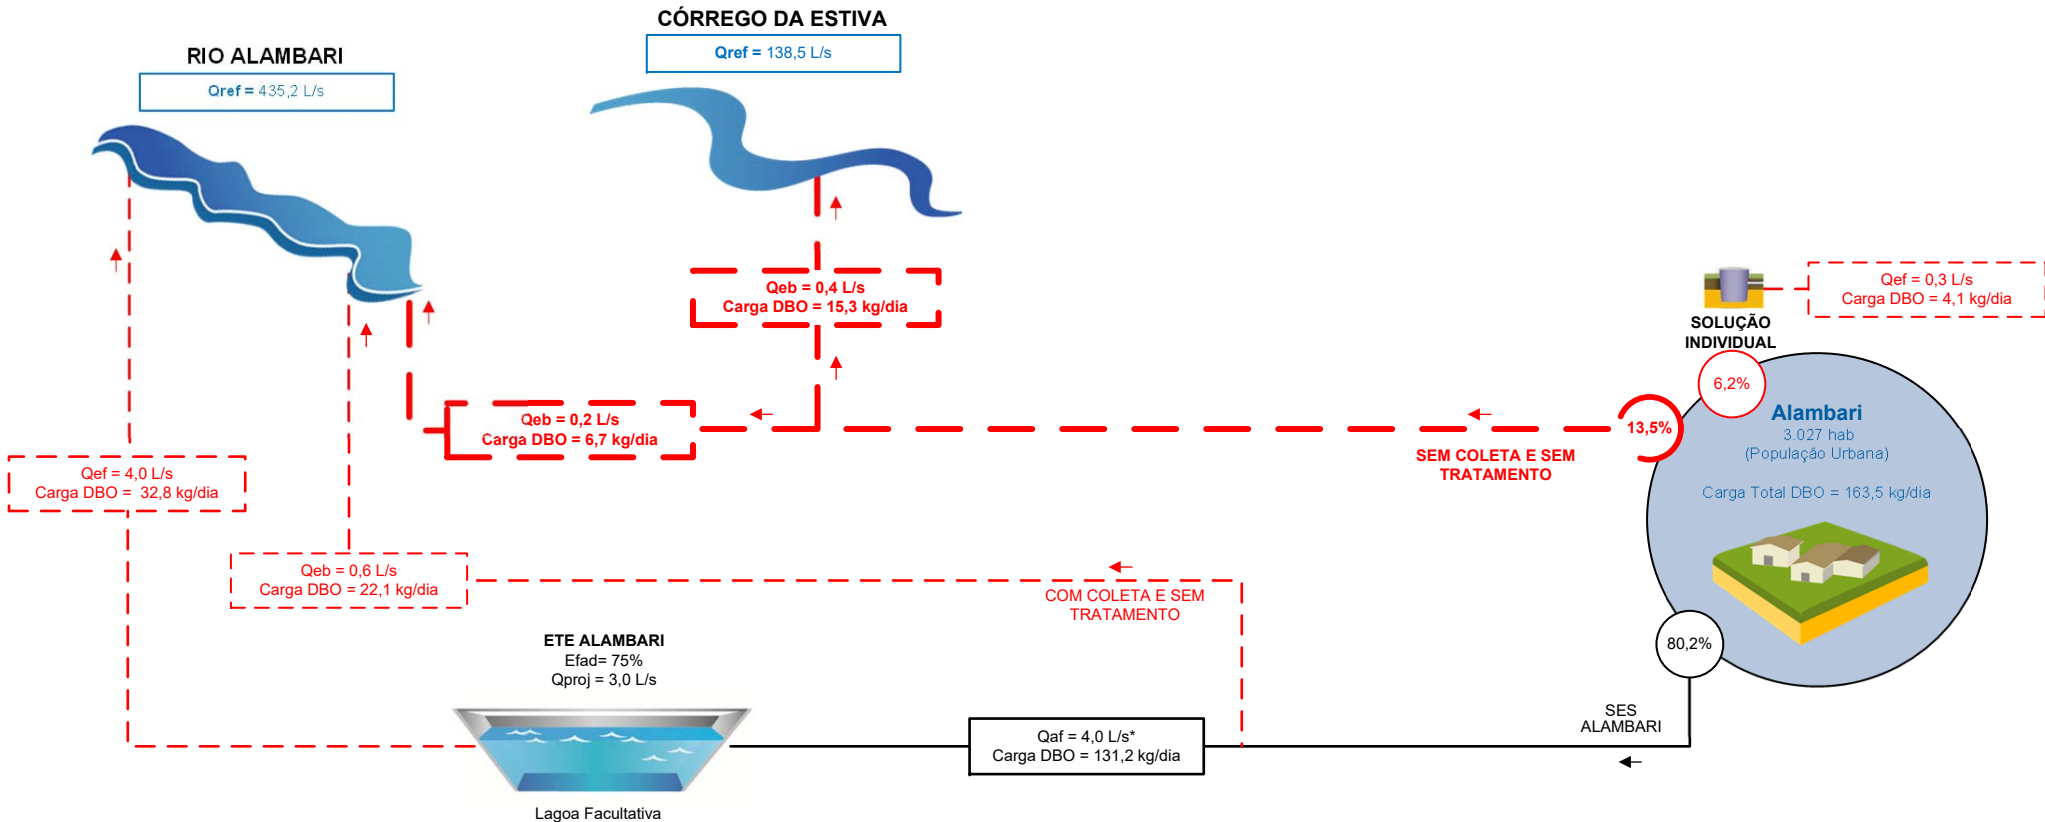 CÓRREGO DA ESTIVA
Qref = 138,5 L/s
RIO ALAMBARI
Qref = 435,2 L/s
Qeb = 0,4 L/s
Carga DBO = 15,3 kg/dia
Qef = 0,3 L/s
Carga DBO = 4,1 kg/dia
SOLUÇÃO
INDIVIDUAL
6,2%
13,5%
Alambari
3.027 hab
(População Urbana)
Carga Total DBO = 163,5 kg/dia
Qeb = 0,2 L/s
Carga DBO = 6,7 kg/dia
SEM COLETA E SEM
TRATAMENTO
Qef = 4,0 L/s
Carga DBO = 32,8 kg/dia
Qeb = 0,6 L/s
Carga DBO = 22,1 kg/dia
COM COLETA E SEM
TRATAMENTO
80,2%
ETE ALAMBARI
Efad= 75%
Qproj = 3,0 L/s
SES
ALAMBARI
Qaf = 4,0 L/s*
Carga DBO = 131,2 kg/dia
Lagoa Facultativa